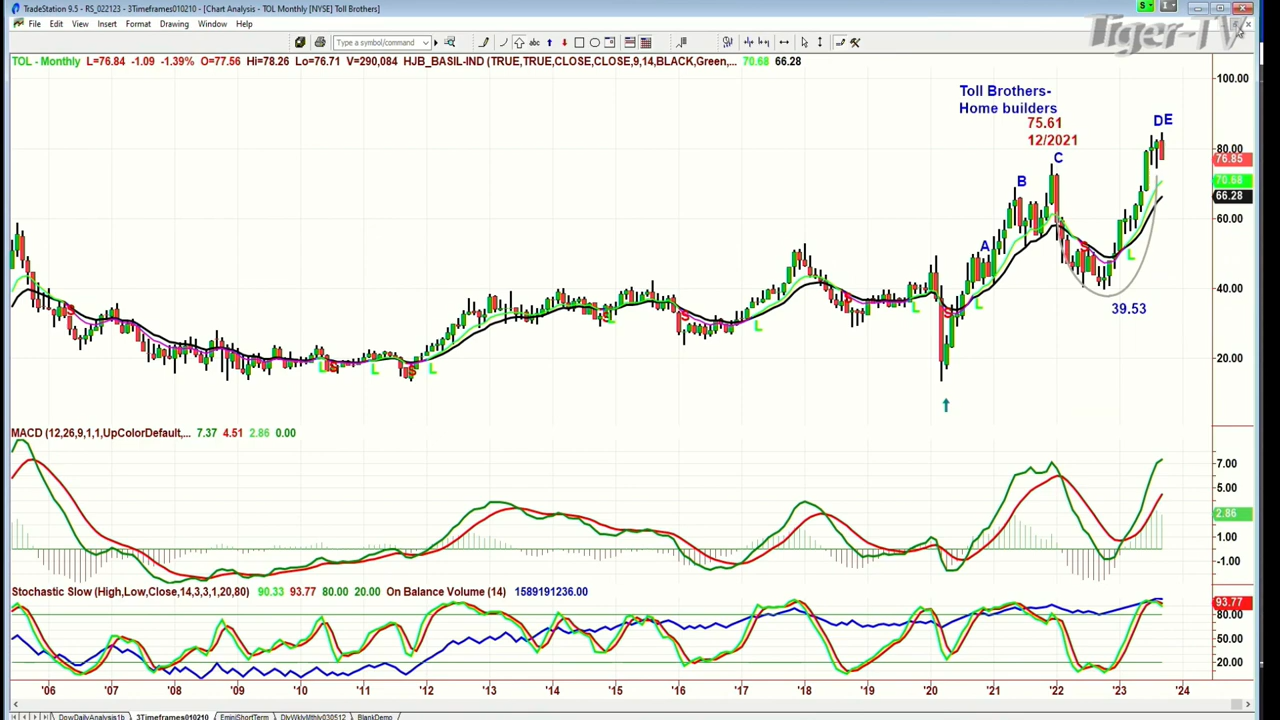 TradeStation 9.5 - RS_022123 - 3Timeframes010210 - [Chart Analysis - TOL Monthly [NYSE] Toll Brothers]
S
I
File Edit View Insert Format Drawing Window Help
Tiger-TV
Type a symbol/command
abc
TOL - Monthly L=76.84 -1.09 -1.39% O=77.56 Hi=78.26 Lo=76.71 V=290,084 HJB_BASIL-IND (TRUE,TRUE,CLOSE,CLOSE,9,14,BLACK,Green,... 70.68 66.28
100.00
Toll Brothers-
Home builders
75.61
12/2021
DE
C
B
A
80.00
76.85
70.68
66.28
60.00
40.00
20.00
39.53
S
L
S
L
S
L
S
L
S
L
S
L
S
L
S
L
MACD (12,26,9,1,1,UpColorDefault,... 7.37 4.51 2.86 0.00
7.00
5.00
2.86
1.00
-1.00
Stochastic Slow (High,Low,Close,14,3,3,1,20,80) 90.33 93.77 80.00 20.00 On Balance Volume (14) 1589191236.00
93.77
80.00
50.00
20.00
'06 '07 '08 '09 '10 '11 '12 '13 '14 '15 '16 '17 '18 '19 '20 '21 '22 '23 '24
DowDailyAnalysis1b 3Timeframes010210 EminiShortTerm DlyWklyMthly030512 BlankDemo